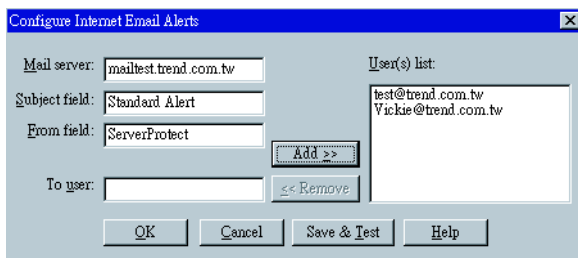 Configure Internet Email Alerts
Mail server: mailtest.trend.com.tw
Subject field: Standard Alert
From field: ServerProtect
To user:
Add >>
<< Remove
User(s) list:
test@trend.com.tw
Vickie@trend.com.tw
OK Cancel Save & Test Help